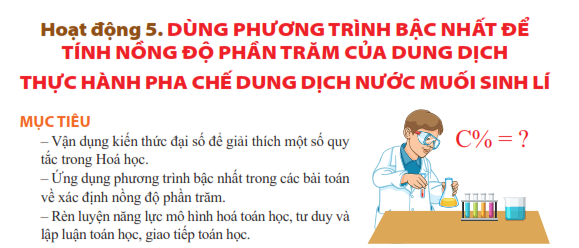 Hoạt động 5. DÙNG PHƯƠNG TRÌNH BẬC NHẤT ĐỂ
TÍNH NỒNG ĐỘ PHẦN TRĂM CỦA DUNG DỊCH
THỰC HÀNH PHA CHẾ DUNG DỊCH NƯỚC MUỐI SINH LÍ
MỤC TIÊU
– Vận dụng kiến thức đại số để giải thích một số quy
tắc trong Hoá học.
– Ứng dụng phương trình bậc nhất trong các bài toán
về xác định nồng độ phần trăm.
– Rèn luyện năng lực mô hình hoá toán học, tư duy và
lập luận toán học, giao tiếp toán học.
C% = ?